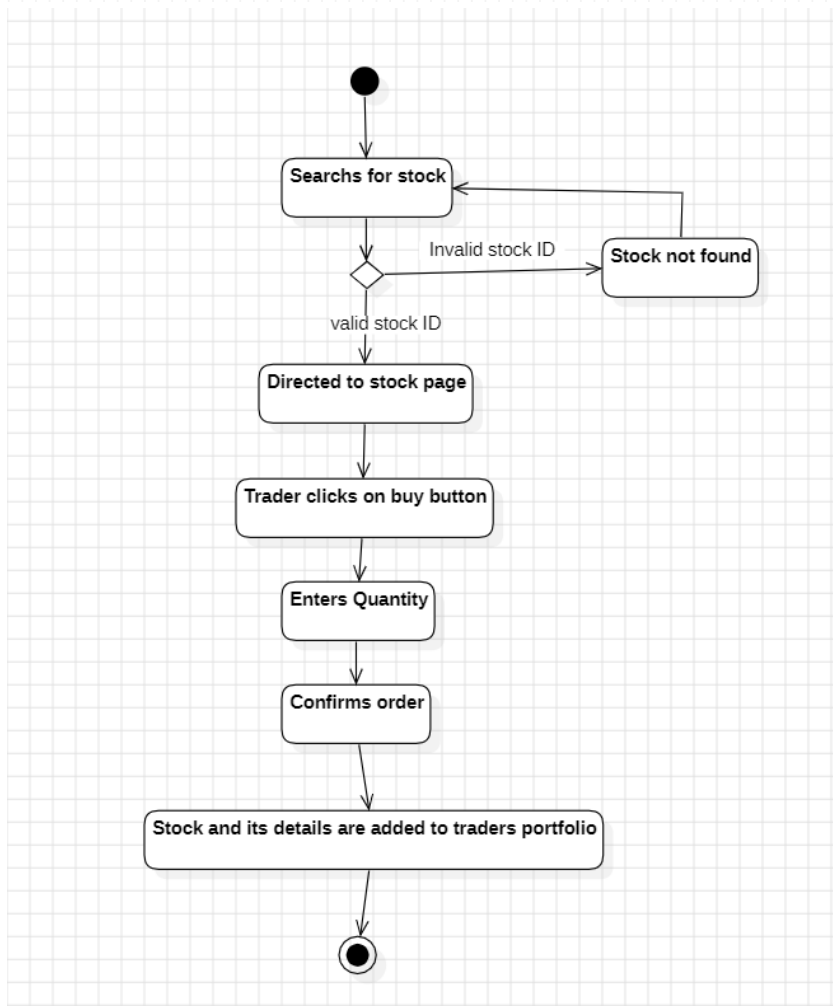 Searchs for stock
Invalid stock ID
Stock not found
valid stock ID
Directed to stock page
Trader clicks on buy button
Enters Quantity
Confirms order
Stock and its details are added to traders portfolio